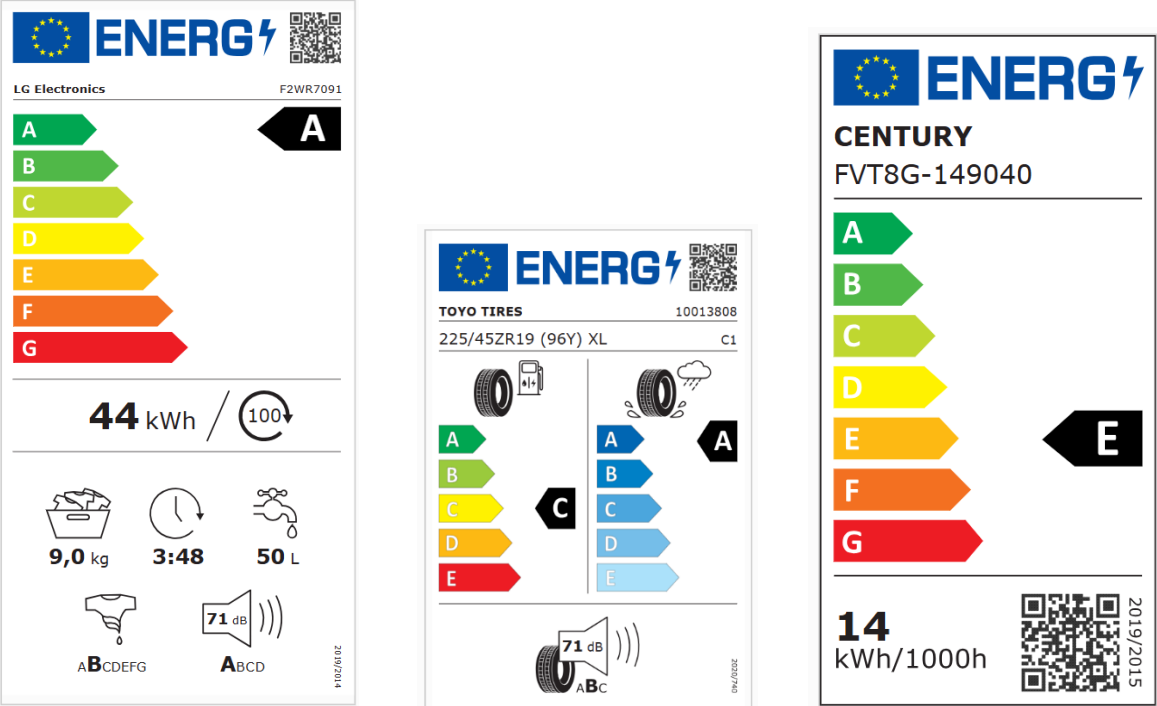 ENERG
LG Electronics F2WR7091
A A
B
C
D
E
F
G
44 kWh / 100
9,0 kg 3:48 50 L
71 dB
ABCDEFG ABCD
2019/2014
ENERG
TOYO TIRES 10013808
225/45ZR19 (96Y) XL C1
A
B
C C
D
E
A A
B
C
D
E
71 dB
ABC
2020/740
ENERG
CENTURY
FVT8G-149040
A
B
C
D
E E
F
G
14
kWh/1000h
2019/2015